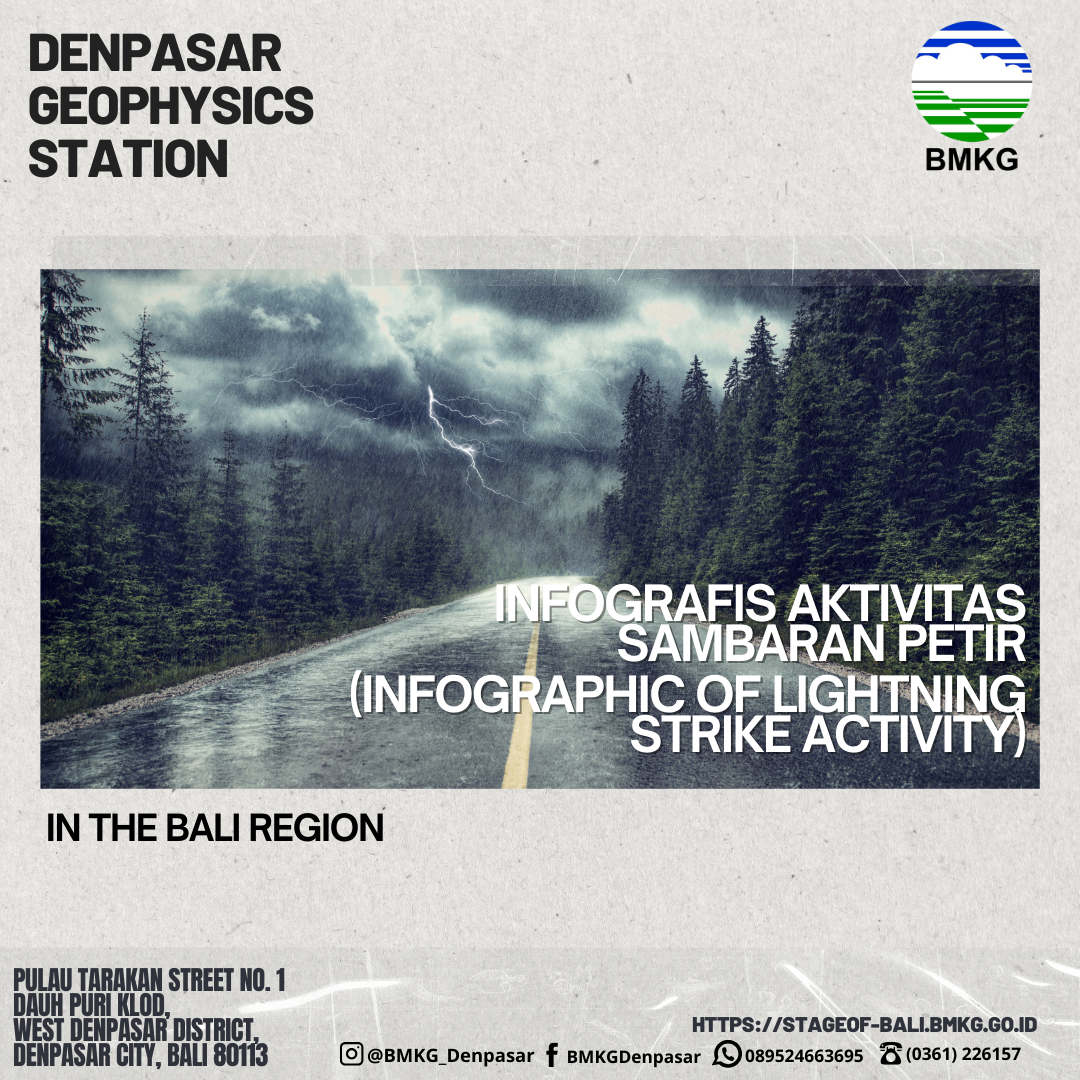 DENPASAR
GEOPHYSICS
STATION
BMKG
INFOGRAFIS AKTIVITAS
SAMBARAN PETIR
(INFOGRAPHIC OF LIGHTNING
STRIKE ACTIVITY)
IN THE BALI REGION
PULAU TARAKAN STREET NO. 1
DAUH PURI KLOD,
WEST DENPASAR DISTRICT,
DENPASAR CITY, BALI 80113
HTTPS://STAGEOF-BALI.BMKG.GO.ID
@BMKG_Denpasar BMKGDenpasar 089524663695 (0361) 226157